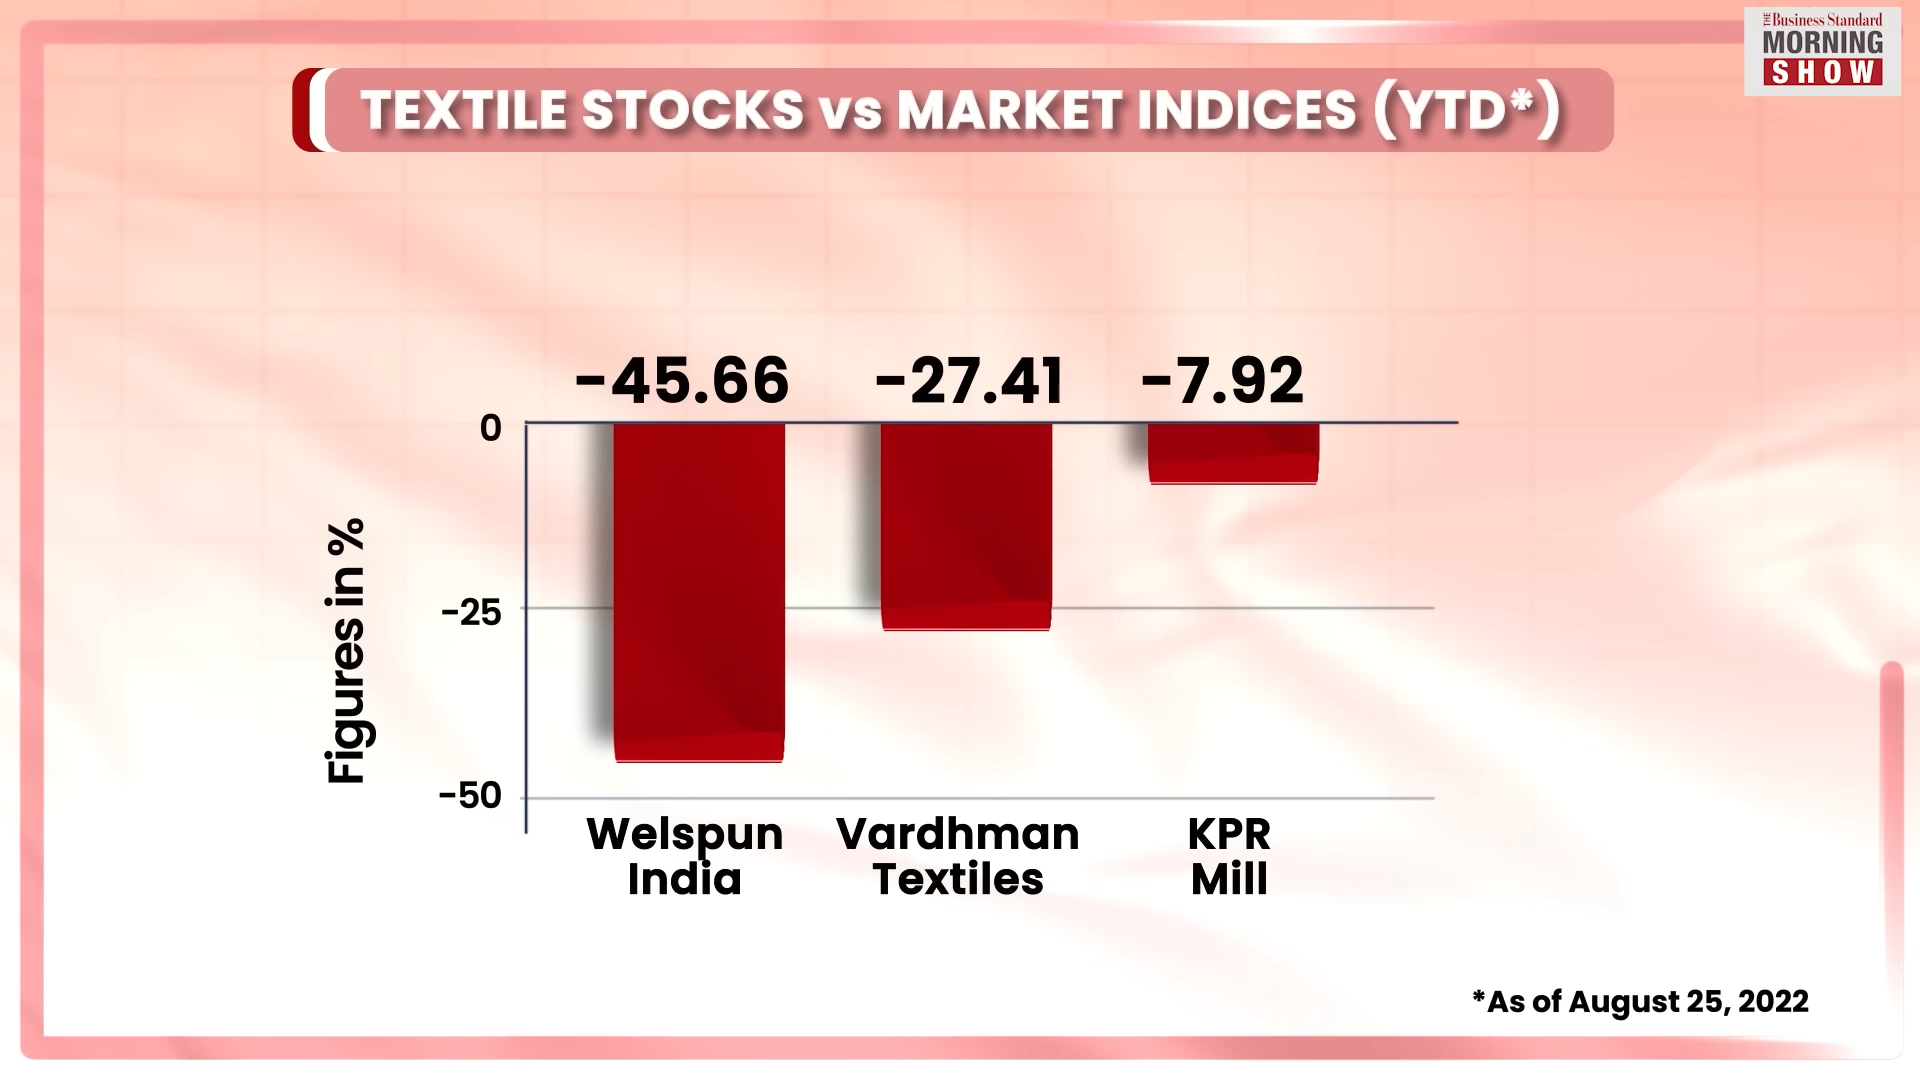 THE Business Standard
MORNING
SHOW
TEXTILE STOCKS vs MARKET INDICES (YTD*)
-45.66 -27.41 -7.92
0
-25
-50
Figures in %
Welspun India
Vardhman Textiles
KPR Mill
*As of August 25, 2022